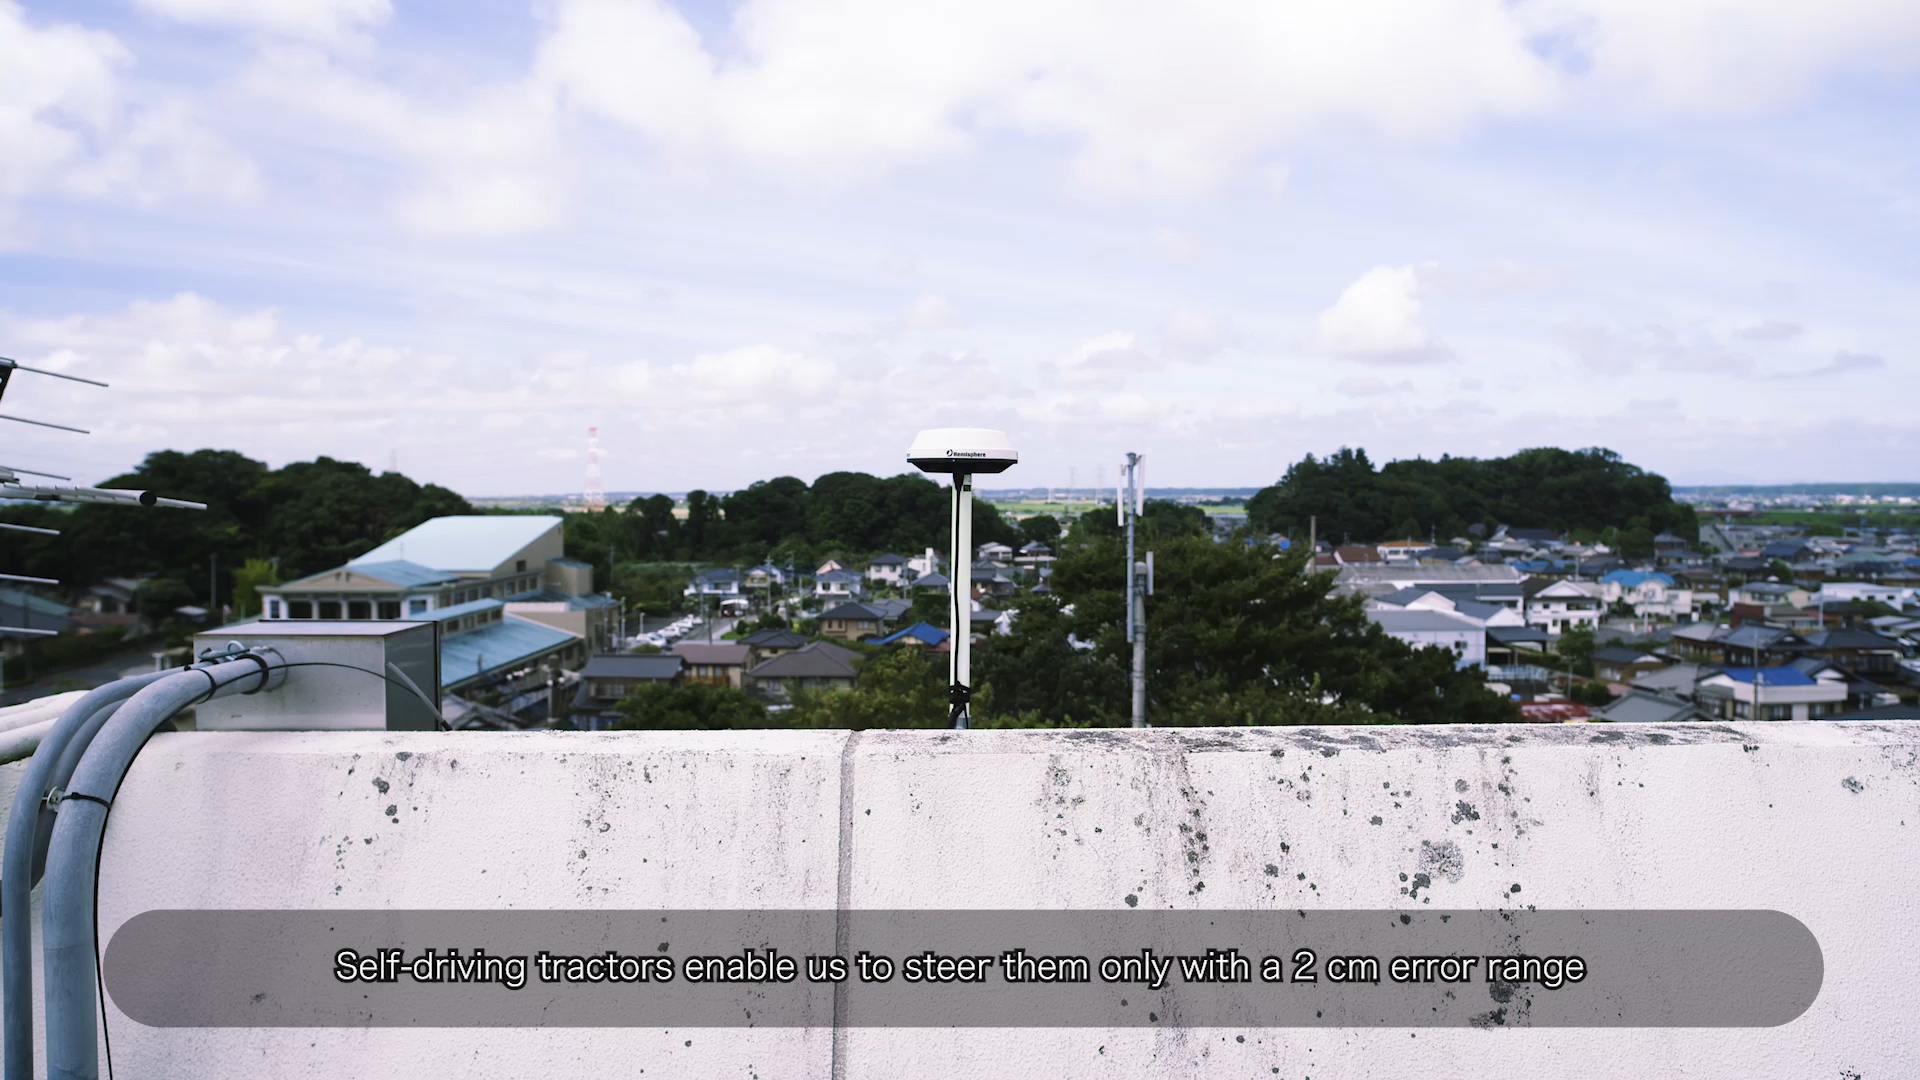 Hemisphere
Self-driving tractors enable us to steer them only with a 2 cm error range